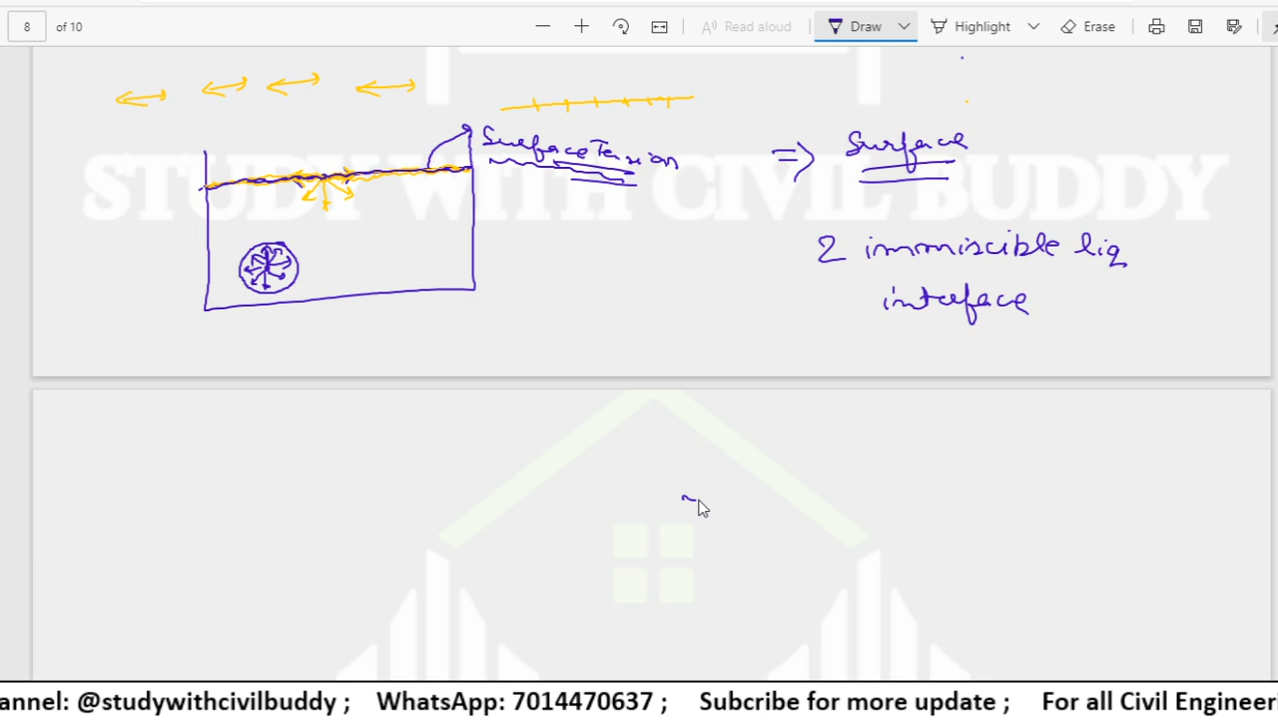 8 of 10
Read aloud
Draw
Highlight
Erase
Surface Tension
=> Surface
STUDY WITH CIVIL BUDDY
2 immiscible liq
interface
annel: @studywithcivilbuddy ; WhatsApp: 7014470637 ; Subcribe for more update ; For all Civil Engineeri